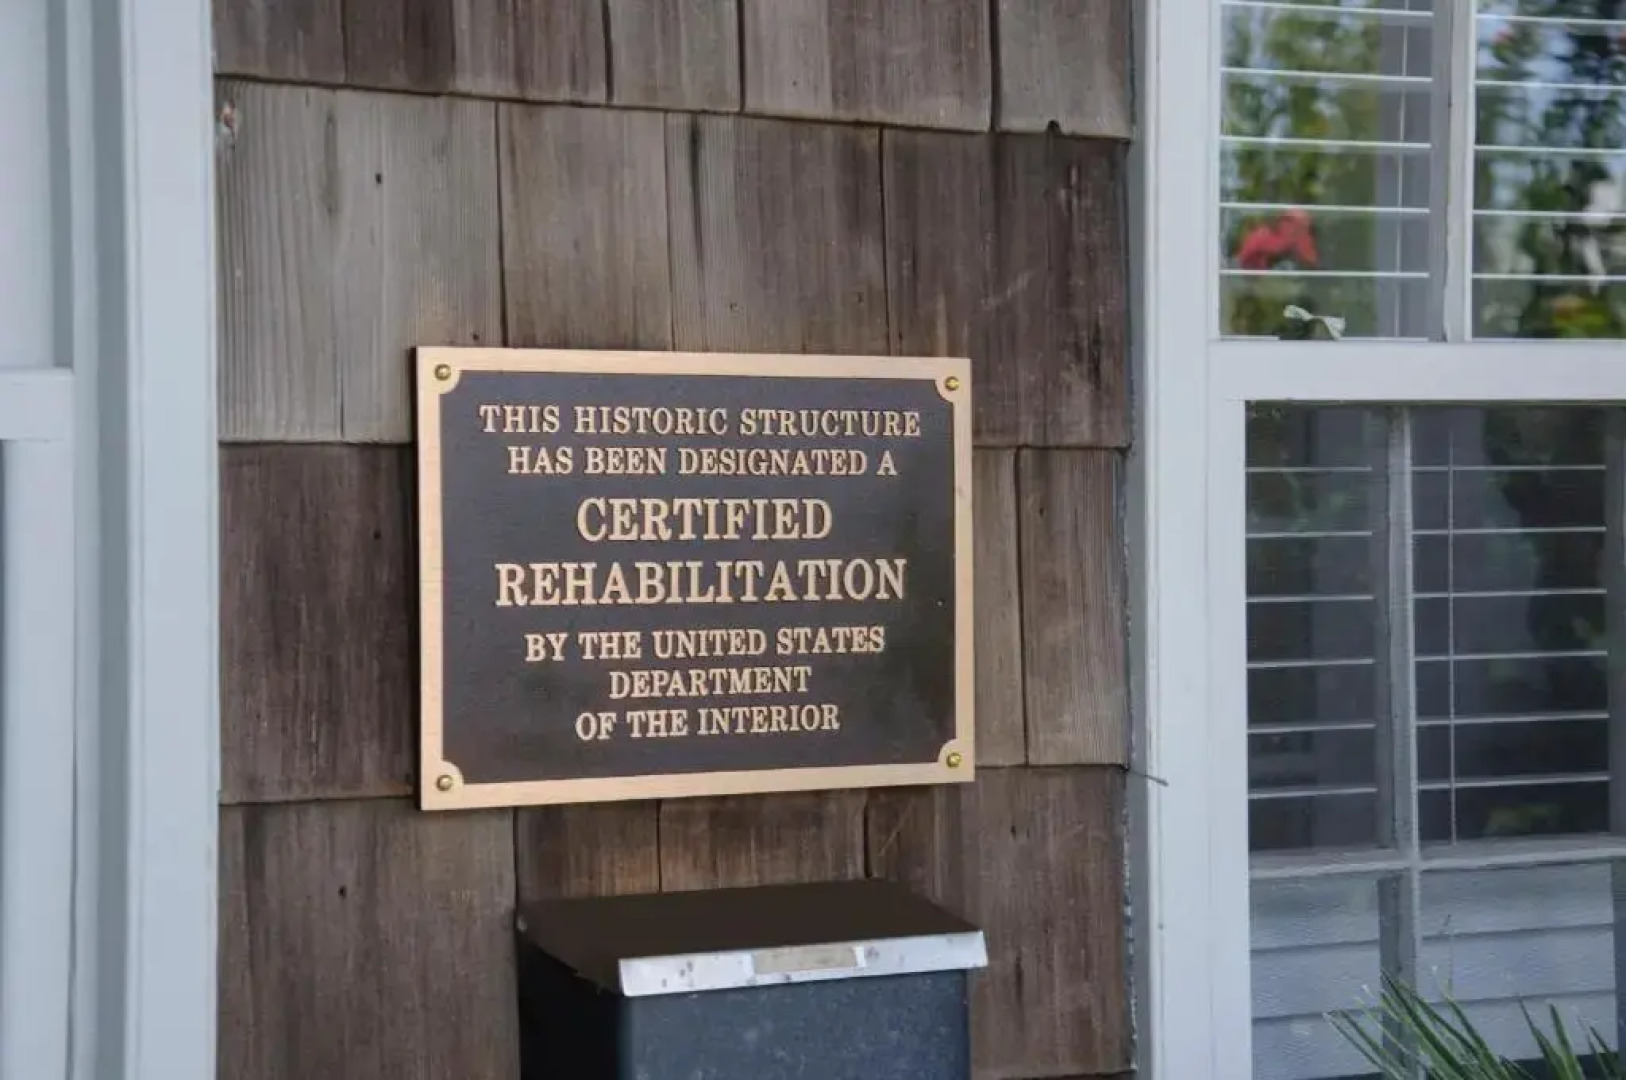 THIS HISTORIC STRUCTURE
HAS BEEN DESIGNATED A
CERTIFIED
REHABILITATION
BY THE UNITED STATES
DEPARTMENT
OF THE INTERIOR